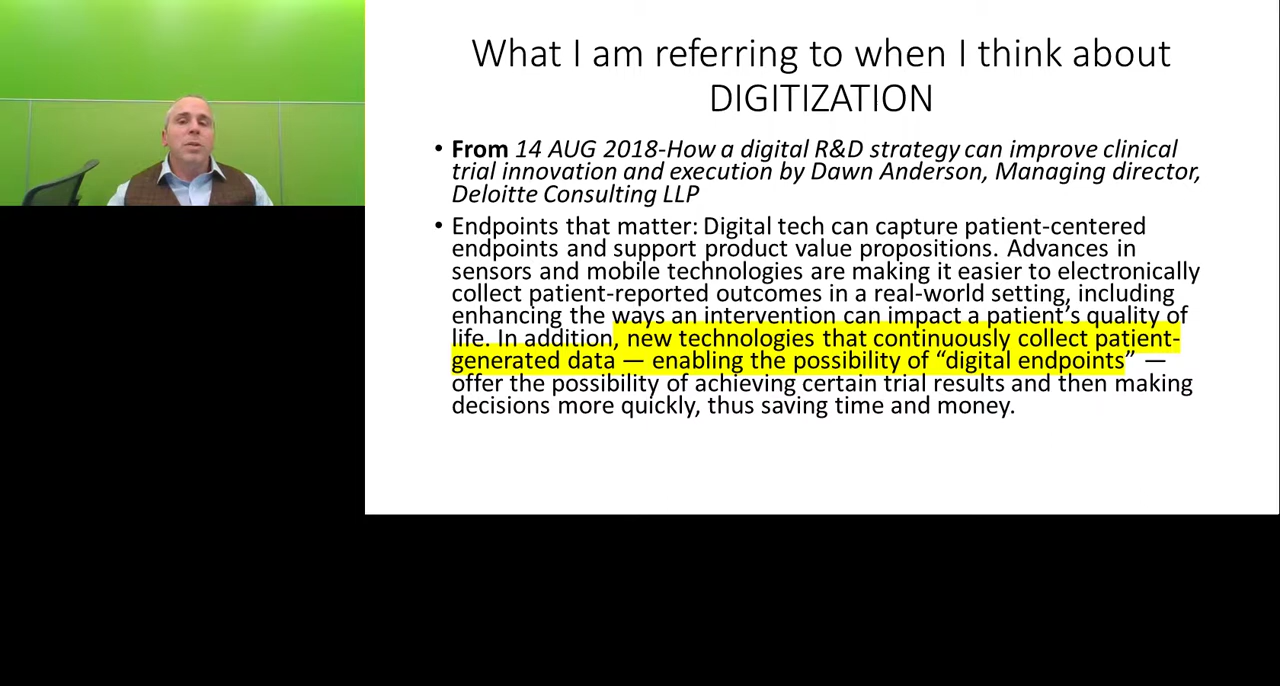 What I am referring to when I think about
DIGITIZATION
• From 14 AUG 2018-How a digital R&D strategy can improve clinical
trial innovation and execution by Dawn Anderson, Managing director,
Deloitte Consulting LLP
• Endpoints that matter: Digital tech can capture patient-centered
endpoints and support product value propositions. Advances in
sensors and mobile technologies are making it easier to electronically
collect patient-reported outcomes in a real-world setting, including
enhancing the ways an intervention can impact a patient’s quality of
life. In addition, new technologies that continuously collect patient-
generated data — enabling the possibility of “digital endpoints” —
offer the possibility of achieving certain trial results and then making
decisions more quickly, thus saving time and money.